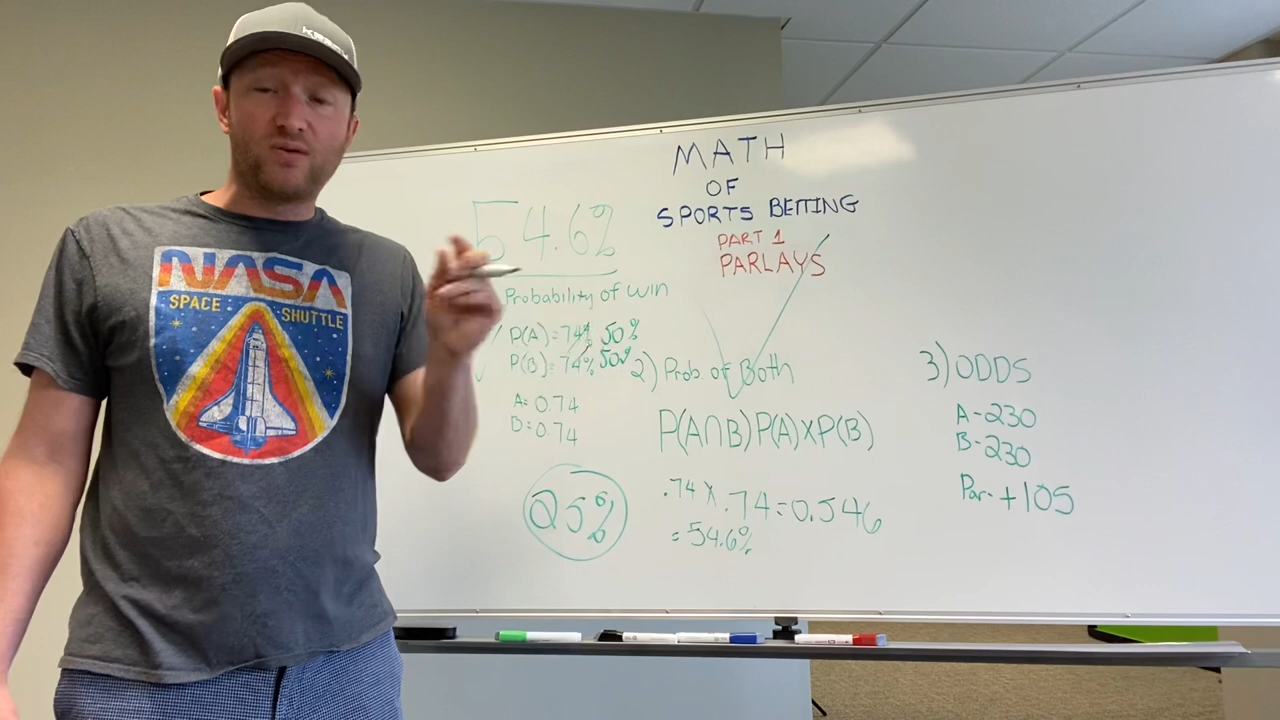 MATH
OF
SPORTS BETTING
PART 1
PARLAYS
54.6%
Probability of win
P(A)=74% 50%
P(B)=74% 50%
A=0.74
D=0.74
25%
2) Prob. of Both
P(A∩B)P(A)XP(B)
.74 X .74=0.546
=54.6%
3) ODDS
A-230
B-230
Par-+105
NASA
SPACE SHUTTLE